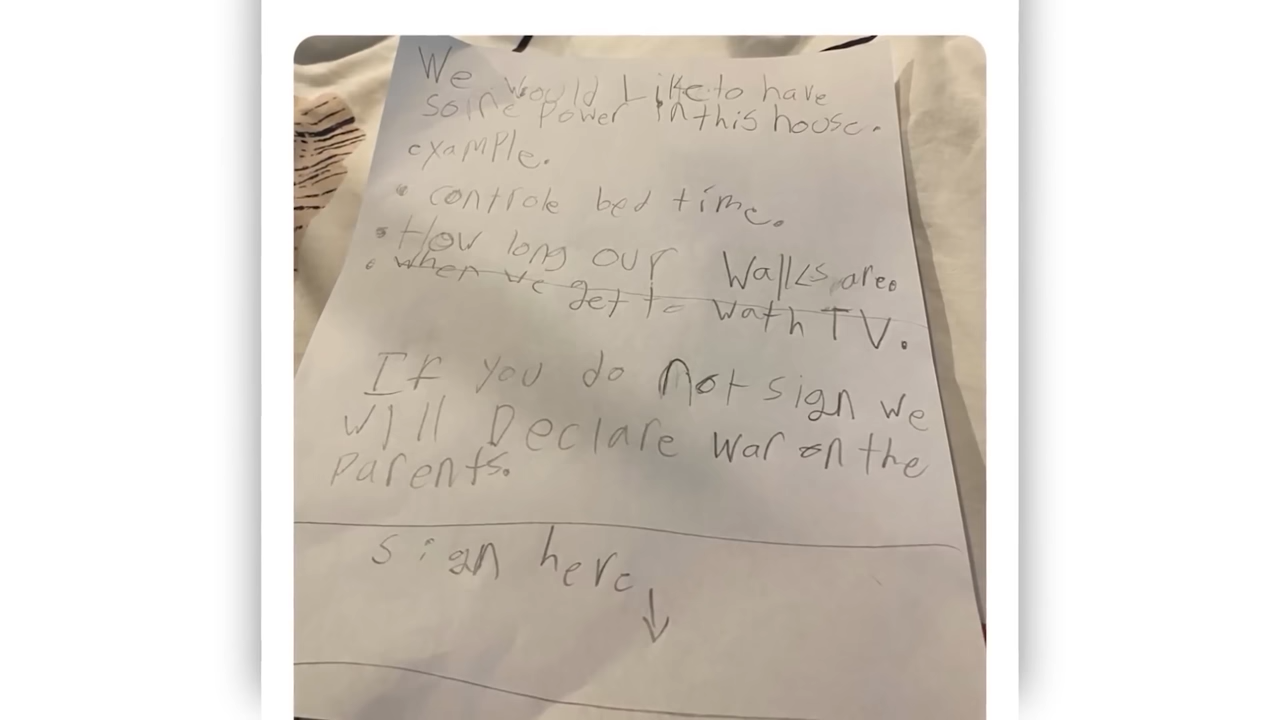 We would Like to have
some power in this house.
example.
• controle bed time.
• How long our Walks are.
• when we get to wath TV.
If you do not sign we
will Declare war on the
parents.
sign here
↓